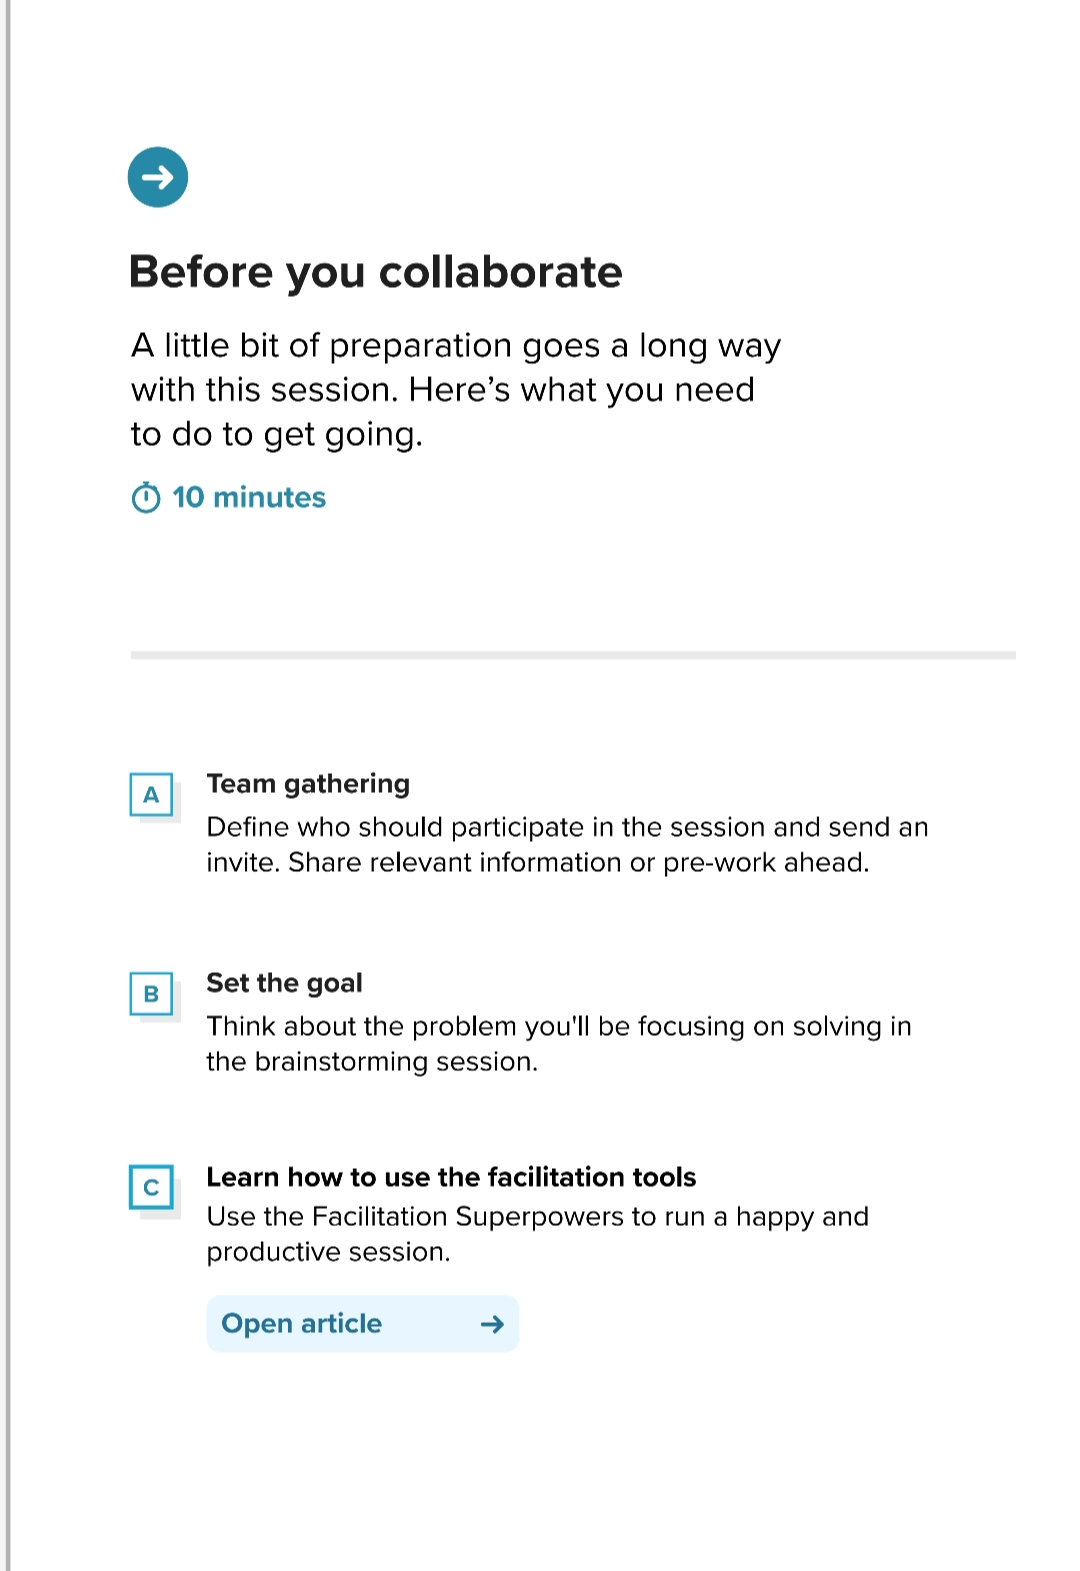 Before you collaborate
A little bit of preparation goes a long way
with this session. Here’s what you need
to do to get going.
10 minutes
A
Team gathering
Define who should participate in the session and send an
invite. Share relevant information or pre-work ahead.
B
Set the goal
Think about the problem you'll be focusing on solving in
the brainstorming session.
C
Learn how to use the facilitation tools
Use the Facilitation Superpowers to run a happy and
productive session.
Open article